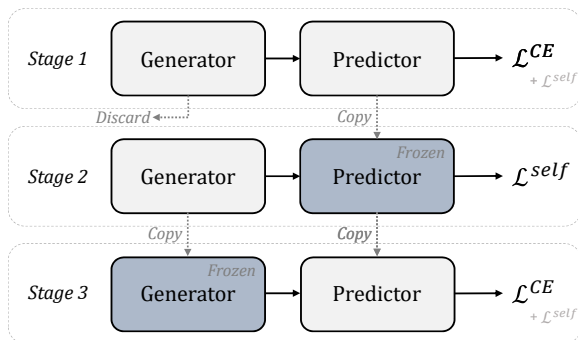 Stage 1 Generator Predictor ℒ^CE
+ ℒ^self
Discard Copy
Frozen
Stage 2 Generator Predictor ℒ^self
Copy Copy
Frozen
Stage 3 Generator Predictor ℒ^CE
+ ℒ^self